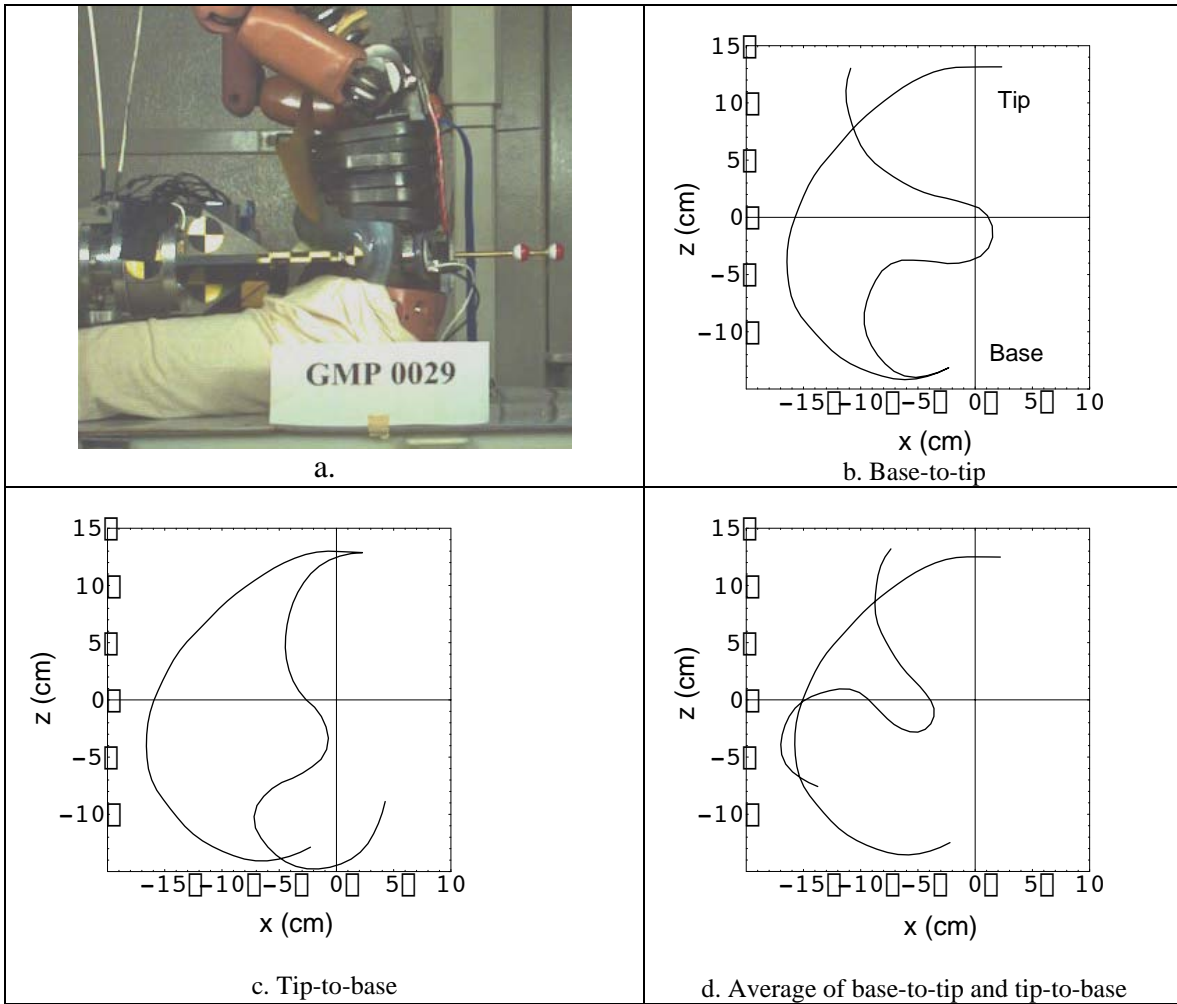 GMP 0029
a.
15□
10□
5□
0□
−5□
−10□
z (cm)
Tip
Base
−15□−10□−5□ 0□ 5□ 10
x (cm)
b. Base-to-tip
15□
10□
5□
0□
−5□
−10□
z (cm)
−15□−10□−5□ 0□ 5□ 10
x (cm)
c. Tip-to-base
15□
10□
5□
0□
−5□
−10□
z (cm)
−15□−10□−5□ 0□ 5□ 10
x (cm)
d. Average of base-to-tip and tip-to-base